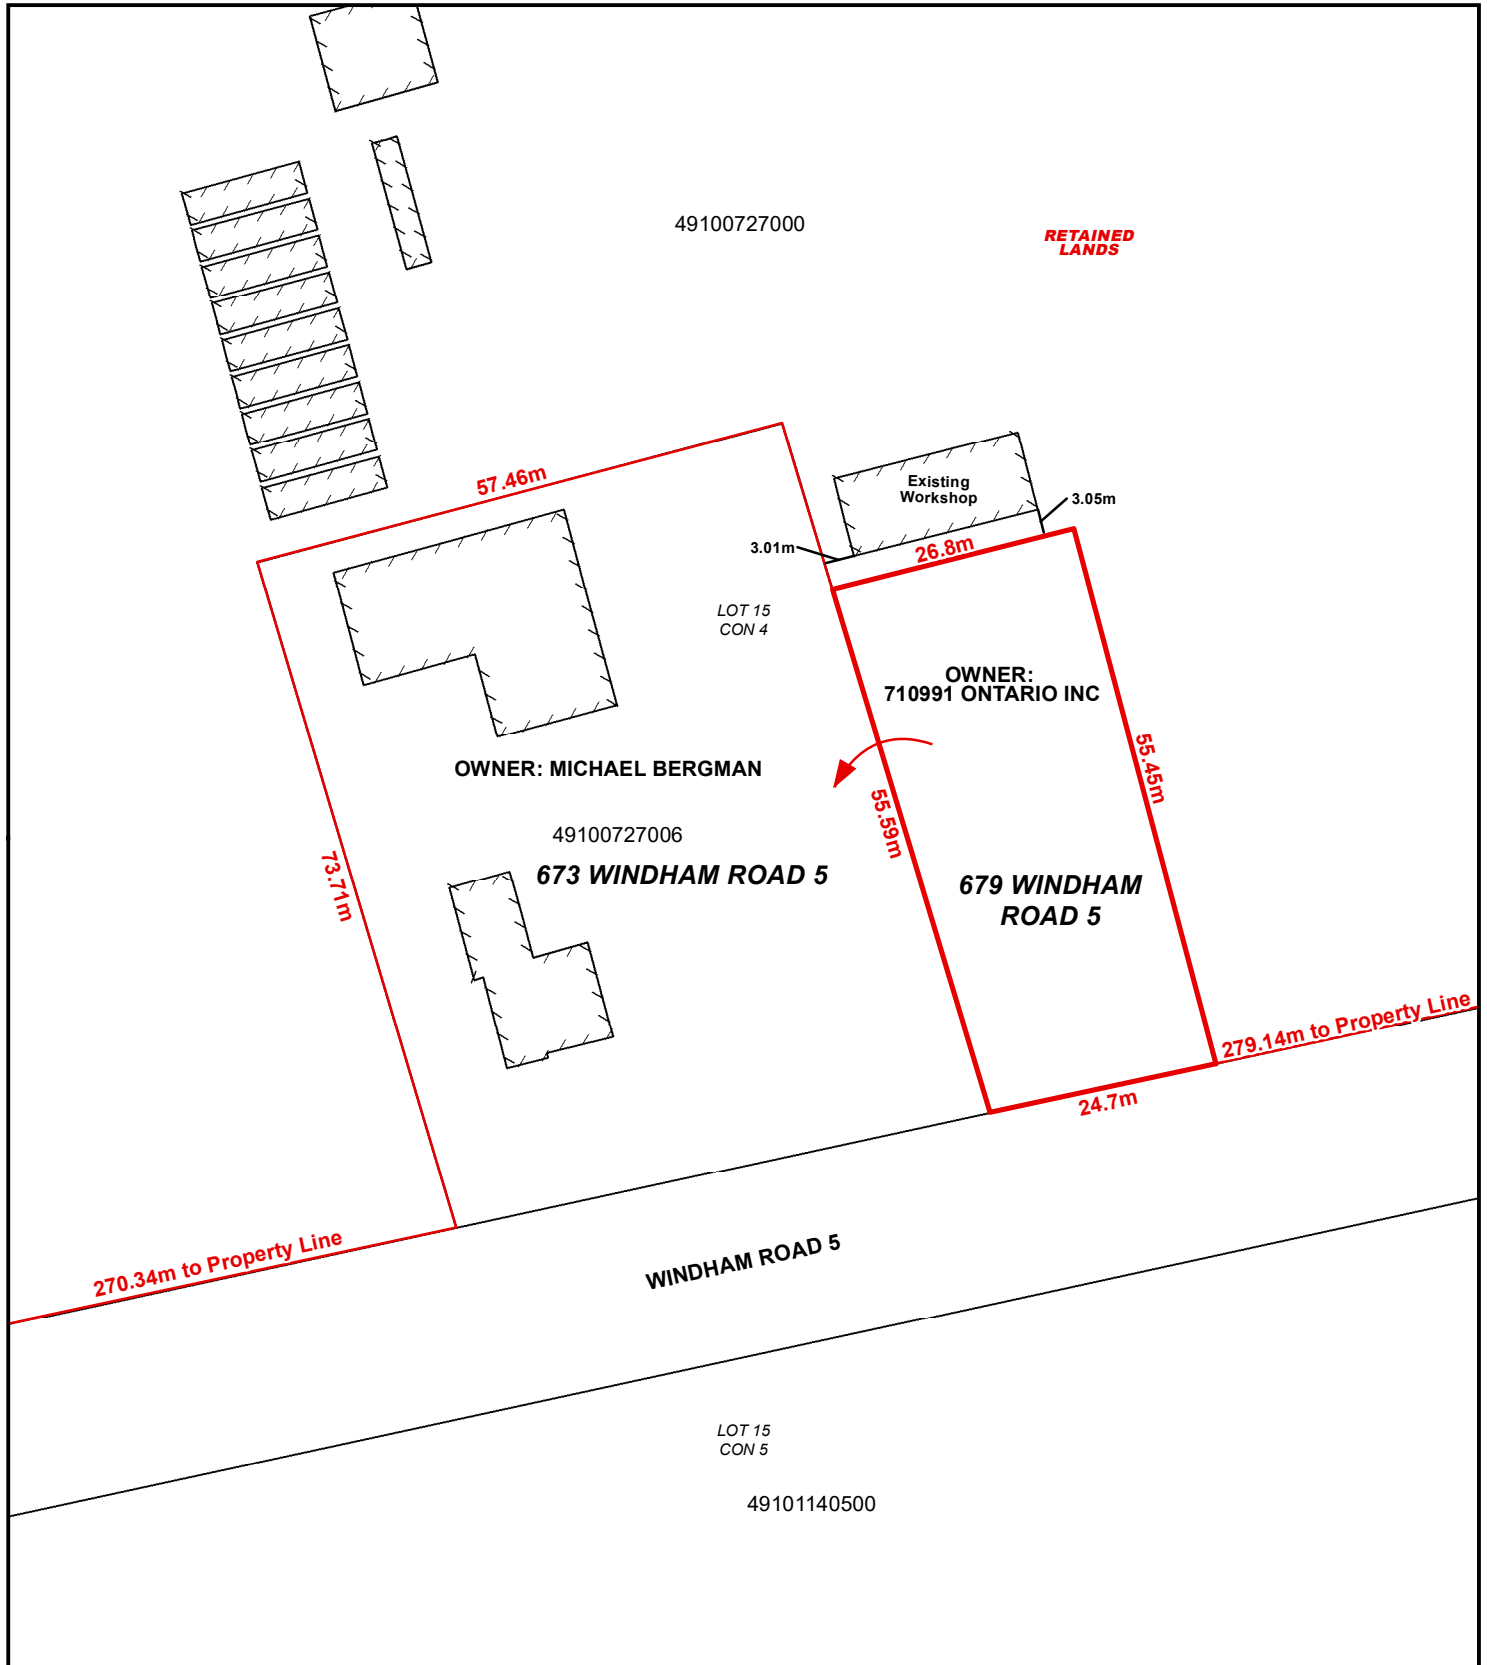 49100727000
RETAINED
LANDS
57.46m
Existing
Workshop
3.05m
3.01m
26.8m
LOT 15
CON 4
OWNER:
710991 ONTARIO INC
55.45m
OWNER: MICHAEL BERGMAN
55.59m
49100727006
673 WINDHAM ROAD 5
73.71m
679 WINDHAM
ROAD 5
279.14m to Property Line
24.7m
270.34m to Property Line
WINDHAM ROAD 5
LOT 15
CON 5
49101140500